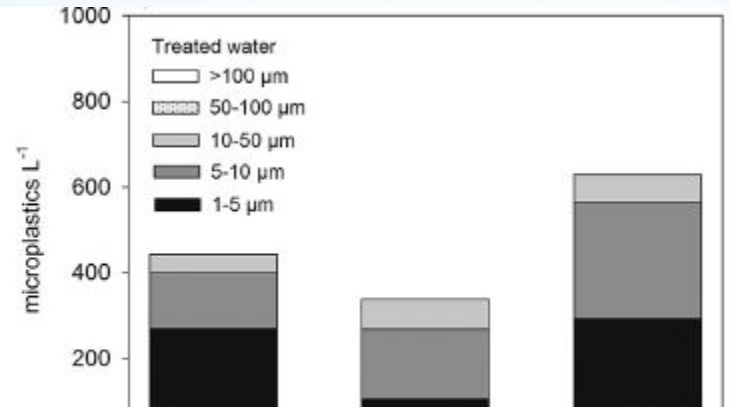 1000
Treated water
>100 µm
800
50-100 µm
10-50 µm
5-10 µm
600
1-5 µm
400
200
microplastics L⁻¹